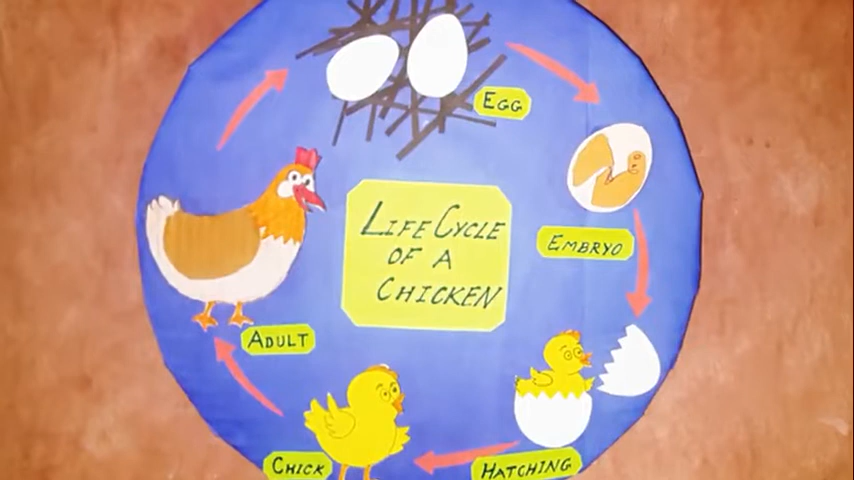 EGG
LIFE CYCLE
OF A
CHICKEN
EMBRYO
ADULT
CHICK
HATCHING